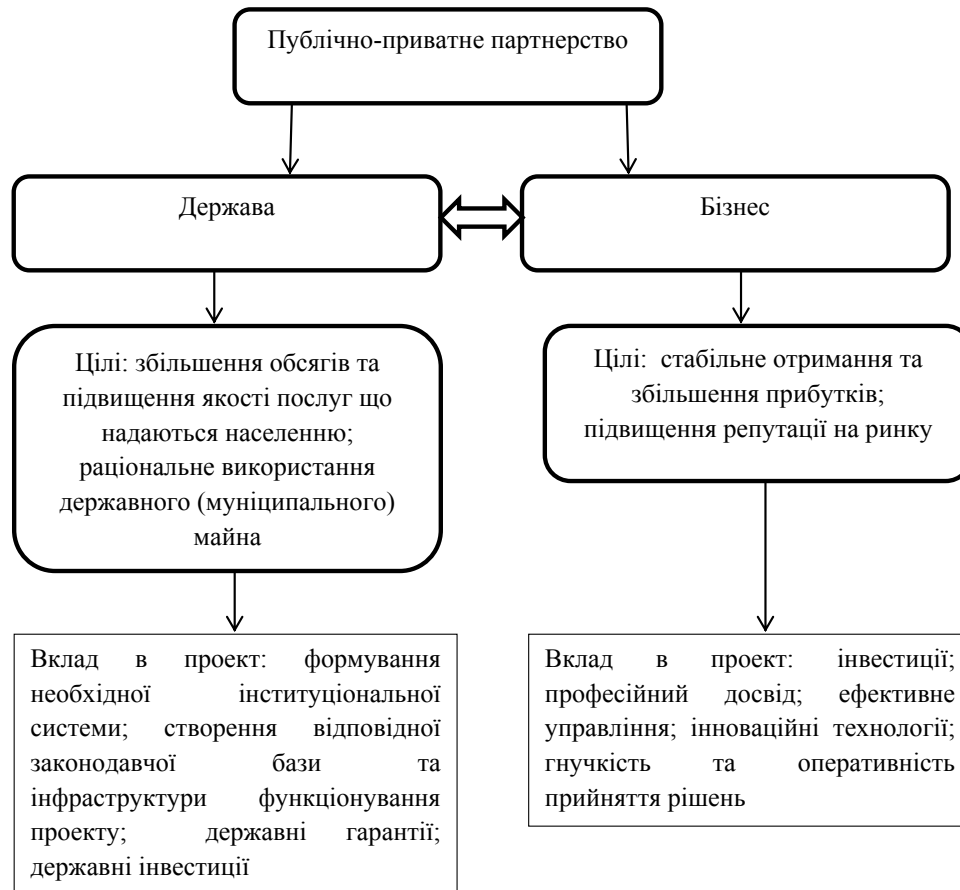 Публічно-приватне партнерство
Держава
Бізнес
Цілі: збільшення обсягів та
підвищення якості послуг що
надаються населенню;
раціональне використання
державного (муніципального)
майна
Цілі: стабільне отримання та
збільшення прибутків;
підвищення репутації на ринку
Вклад в проект: формування
необхідної інституціональної
системи; створення відповідної
законодавчої бази та
інфраструктури функціонування
проекту; державні гарантії;
державні інвестиції
Вклад в проект: інвестиції;
професійний досвід; ефективне
управління; інноваційні технології;
гнучкість та оперативність
прийняття рішень